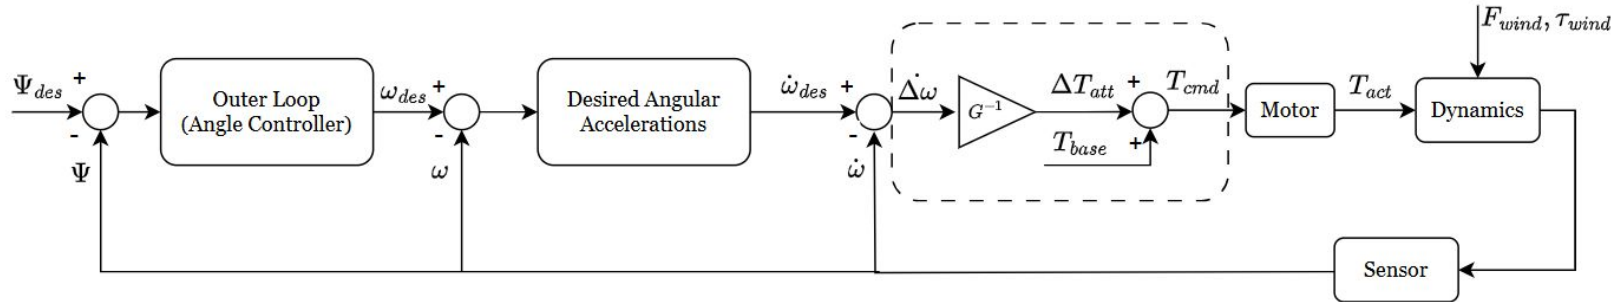 F_wind, τ_wind
Ψ_des
+
-
Ψ
Outer Loop
(Angle Controller)
ω_des
+
-
ω
Desired Angular
Accelerations
ω̇_des
+
-
ω̇
Δ̇ω
G⁻¹
ΔT_att
+
T_base
+
T_cmd
Motor
T_act
Dynamics
Sensor